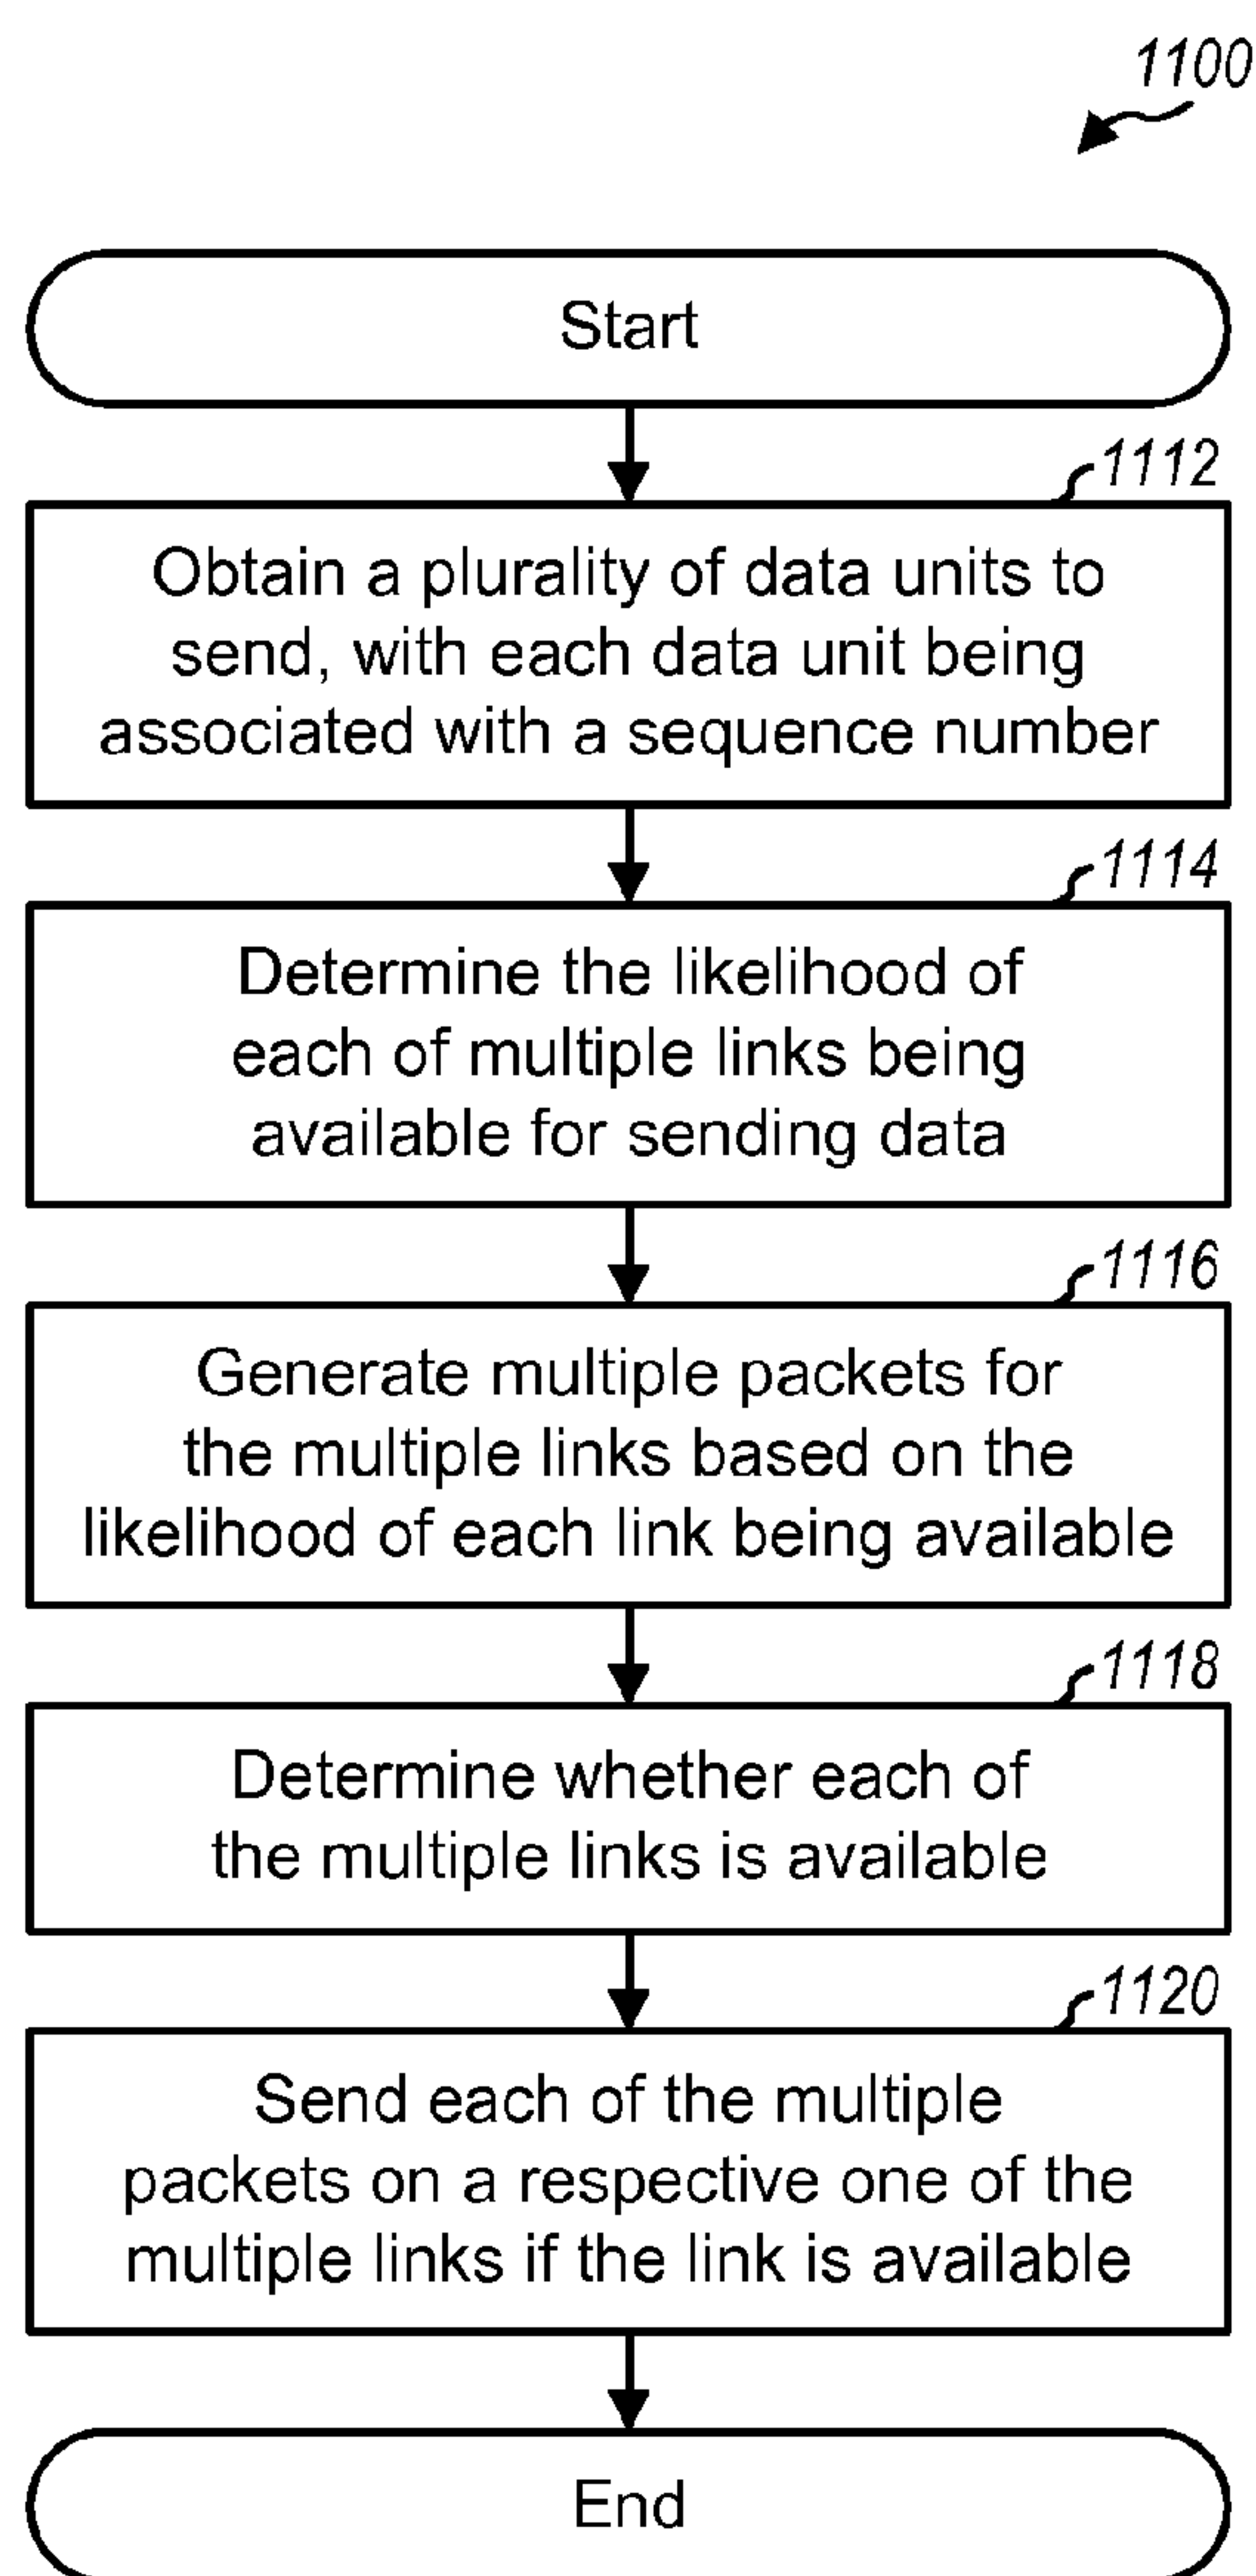 1100
Start
1112
Obtain a plurality of data units to
send, with each data unit being
associated with a sequence number
1114
Determine the likelihood of
each of multiple links being
available for sending data
1116
Generate multiple packets for
the multiple links based on the
likelihood of each link being available
1118
Determine whether each of
the multiple links is available
1120
Send each of the multiple
packets on a respective one of the
multiple links if the link is available
End